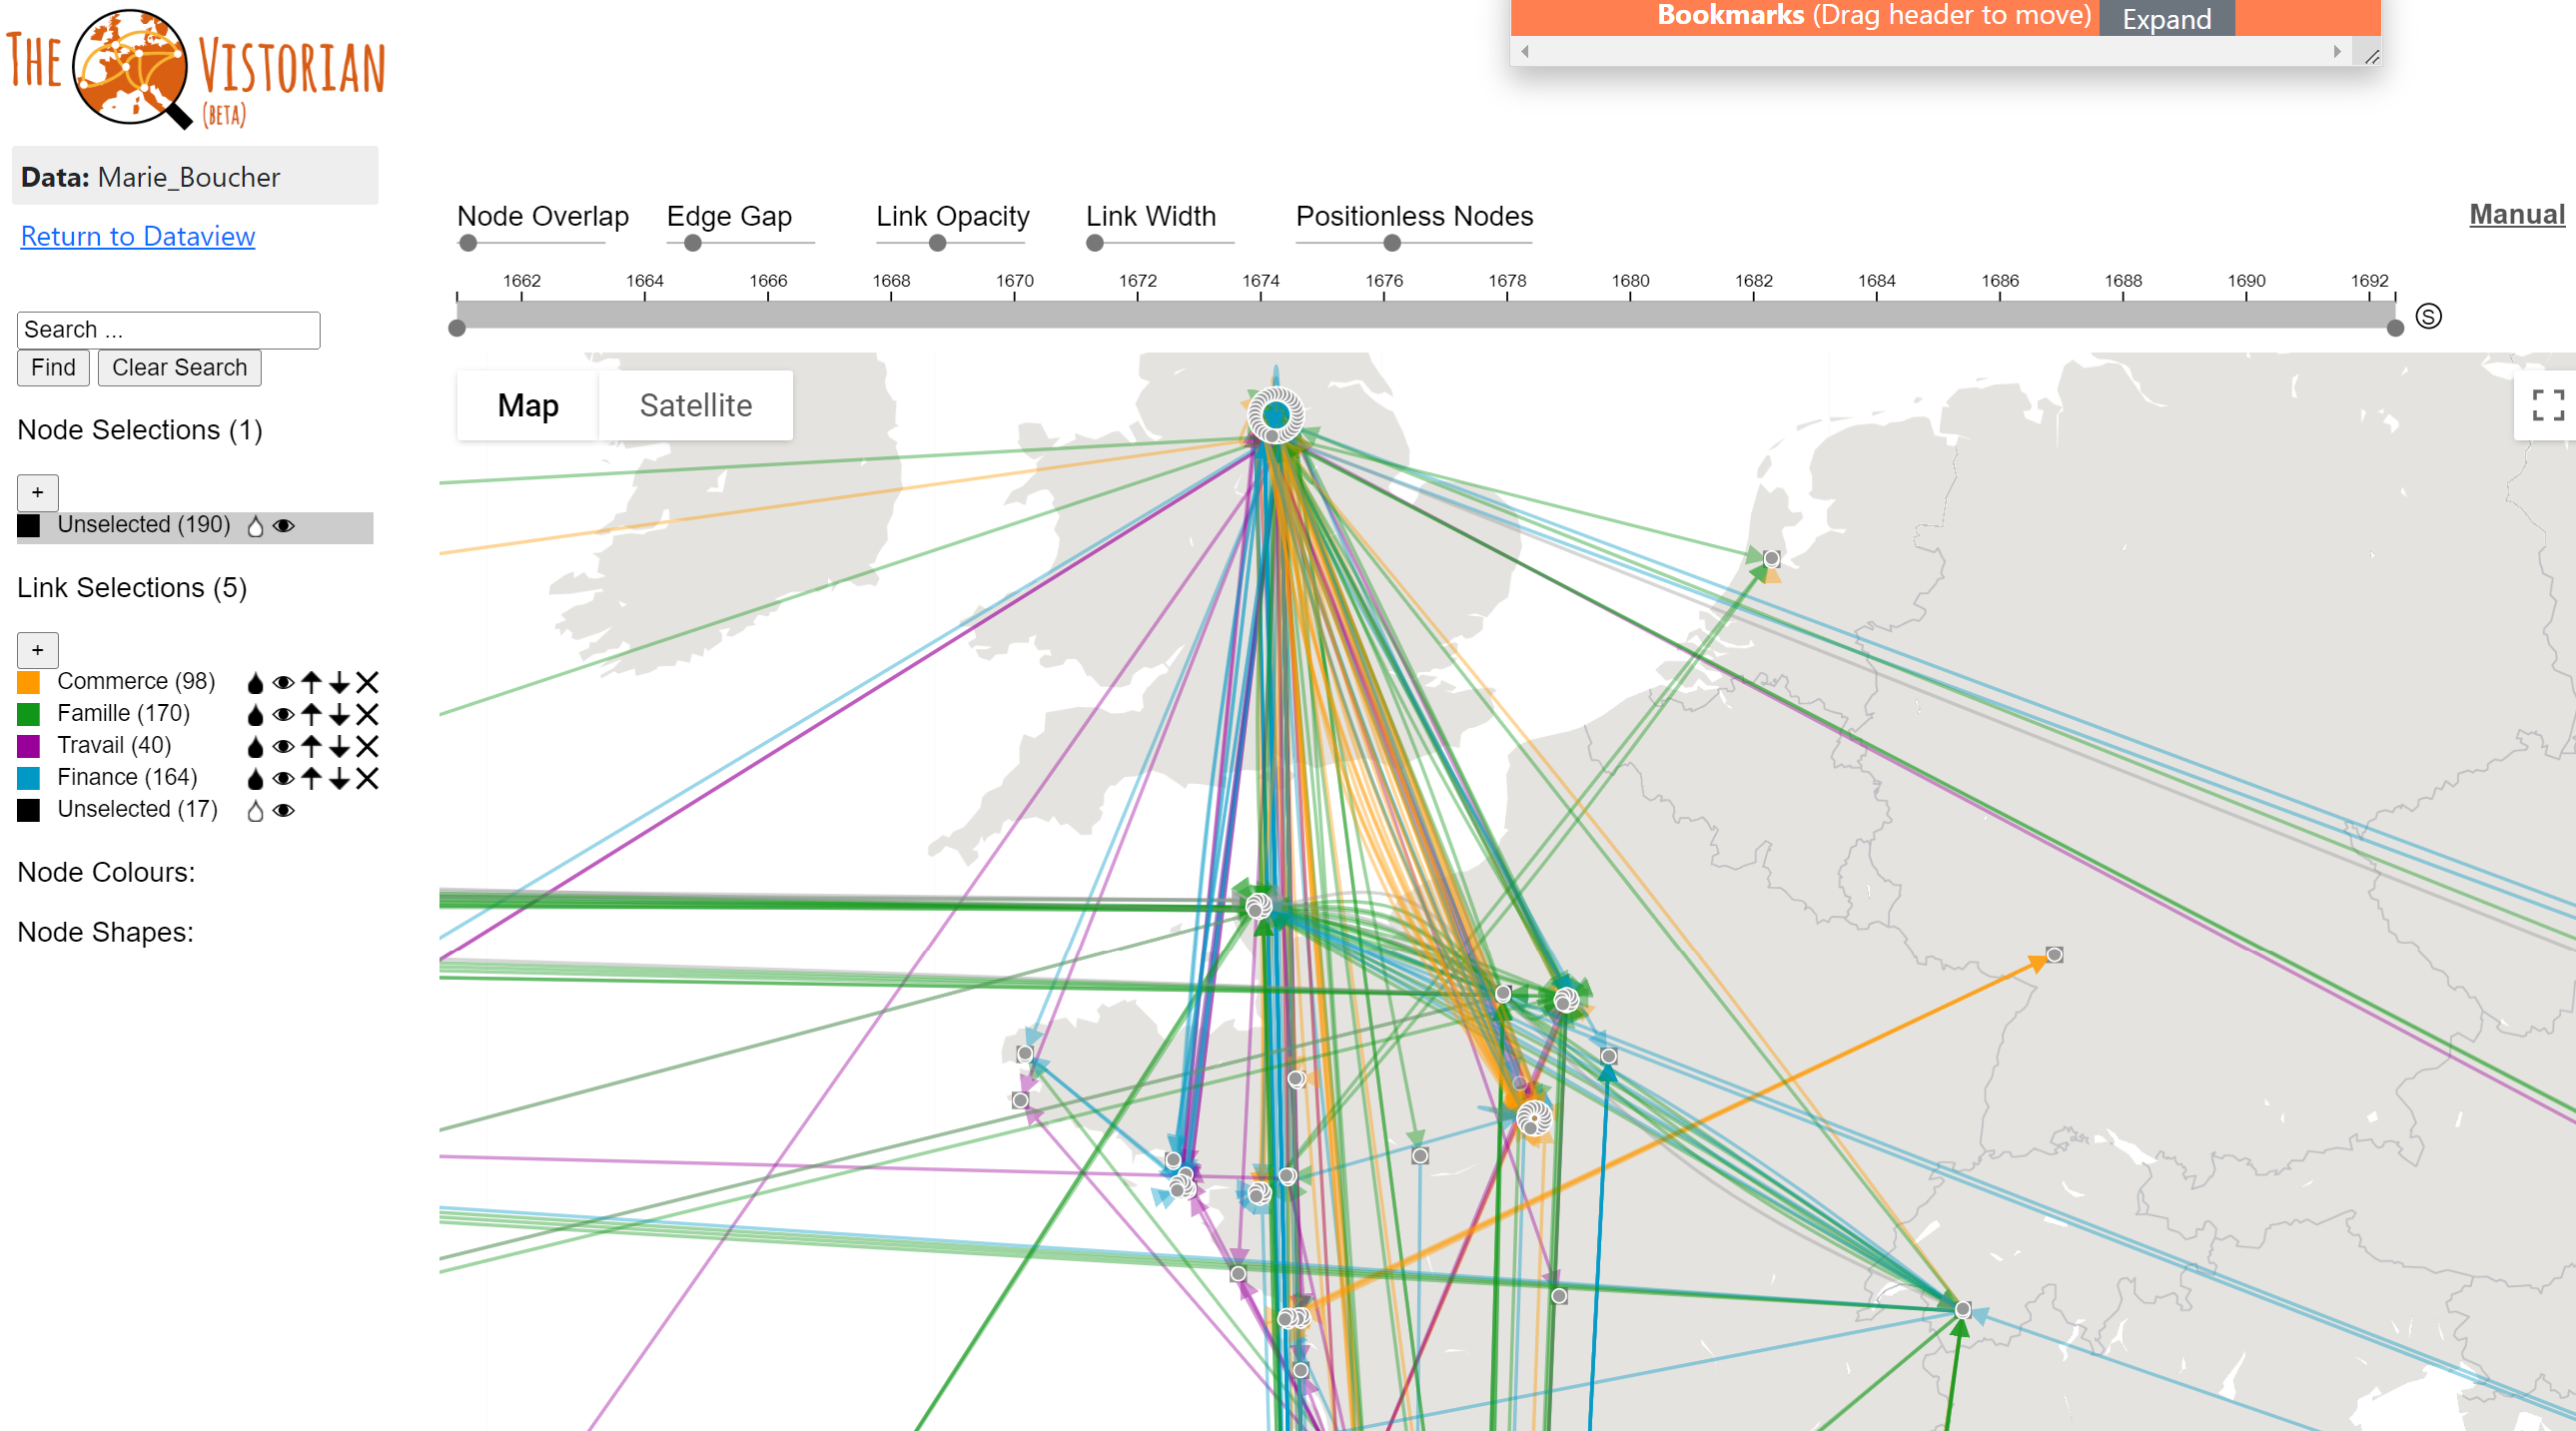 THE VISTORIAN
(BETA)
Bookmarks (Drag header to move) Expand
Data: Marie_Boucher
Return to Dataview
Node Overlap Edge Gap Link Opacity Link Width Positionless Nodes
Manual
1662 1664 1666 1668 1670 1672 1674 1676 1678 1680 1682 1684 1686 1688 1690 1692
S
Search ...
Find Clear Search
Map Satellite
Node Selections (1)
+
Unselected (190)
Link Selections (5)
+
Commerce (98)
Famille (170)
Travail (40)
Finance (164)
Unselected (17)
Node Colours:
Node Shapes: